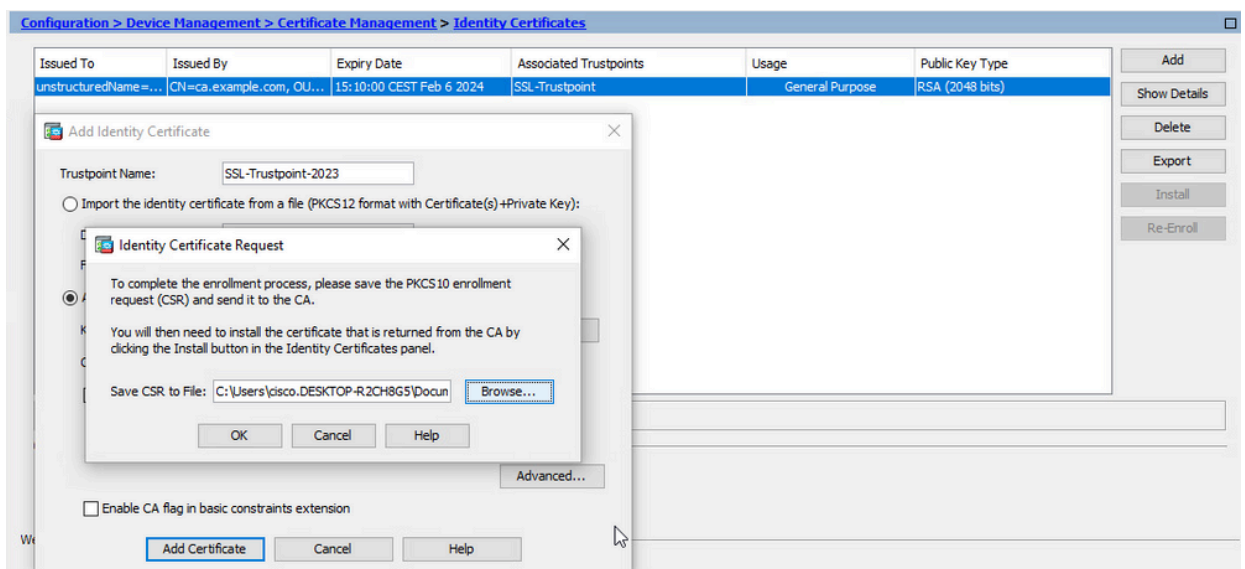 Configuration > Device Management > Certificate Management > Identity Certificates
Issued To Issued By Expiry Date Associated Trustpoints Usage Public Key Type
unstructuredName=... CN=ca.example.com, OU... 15:10:00 CEST Feb 6 2024 SSL-Trustpoint General Purpose RSA (2048 bits)
Add
Show Details
Delete
Export
Install
Re-Enroll
Add Identity Certificate
Trustpoint Name: SSL-Trustpoint-2023
Import the identity certificate from a file (PKCS12 format with Certificate(s)+Private Key):
Identity Certificate Request
To complete the enrollment process, please save the PKCS10 enrollment
request (CSR) and send it to the CA.
You will then need to install the certificate that is returned from the CA by
clicking the Install button in the Identity Certificates panel.
Save CSR to File: C:\Users\cisco.DESKTOP-R2CH8G5\Docum Browse...
OK Cancel Help
Advanced...
Enable CA flag in basic constraints extension
Add Certificate Cancel Help